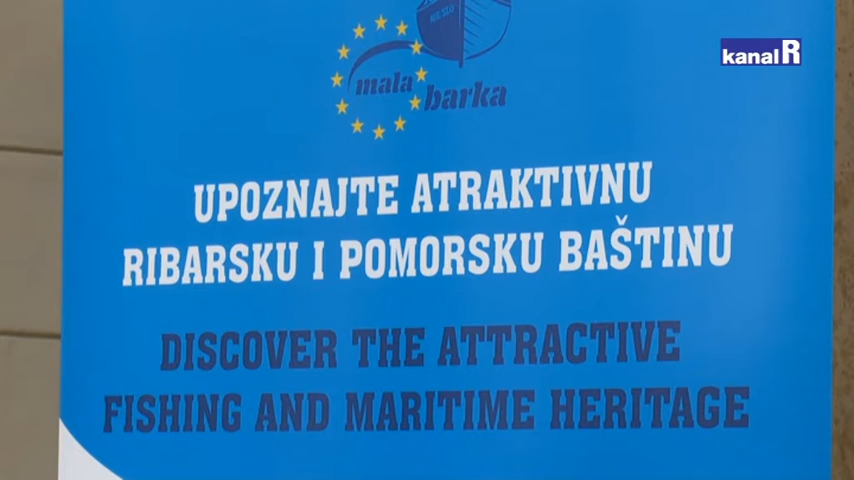 kanal R
mala
barka
UPOZNAJTE ATRAKTIVNU
RIBARSKU I POMORSKU BAŠTINU
DISCOVER THE ATTRACTIVE
FISHING AND MARITIME HERITAGE